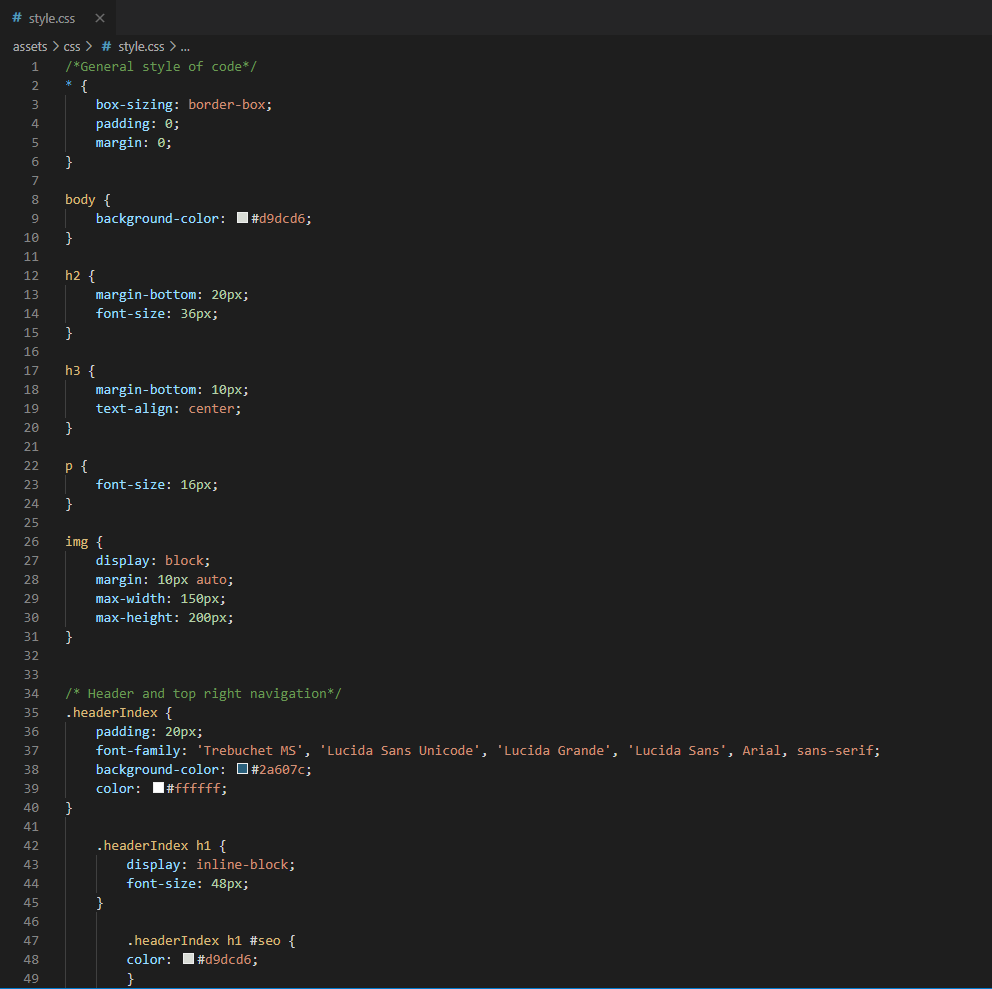 # style.css ×
assets > css > # style.css > ...
1 /*General style of code*/
2 * {
3 box-sizing: border-box;
4 padding: 0;
5 margin: 0;
6 }
7
8 body {
9 background-color: #d9dcd6;
10 }
11
12 h2 {
13 margin-bottom: 20px;
14 font-size: 36px;
15 }
16
17 h3 {
18 margin-bottom: 10px;
19 text-align: center;
20 }
21
22 p {
23 font-size: 16px;
24 }
25
26 img {
27 display: block;
28 margin: 10px auto;
29 max-width: 150px;
30 max-height: 200px;
31 }
32
33
34 /* Header and top right navigation*/
35 .headerIndex {
36 padding: 20px;
37 font-family: 'Trebuchet MS', 'Lucida Sans Unicode', 'Lucida Grande', 'Lucida Sans', Arial, sans-serif;
38 background-color: #2a607c;
39 color: #ffffff;
40 }
41
42 .headerIndex h1 {
43 display: inline-block;
44 font-size: 48px;
45 }
46
47 .headerIndex h1 #seo {
48 color: #d9dcd6;
49 }